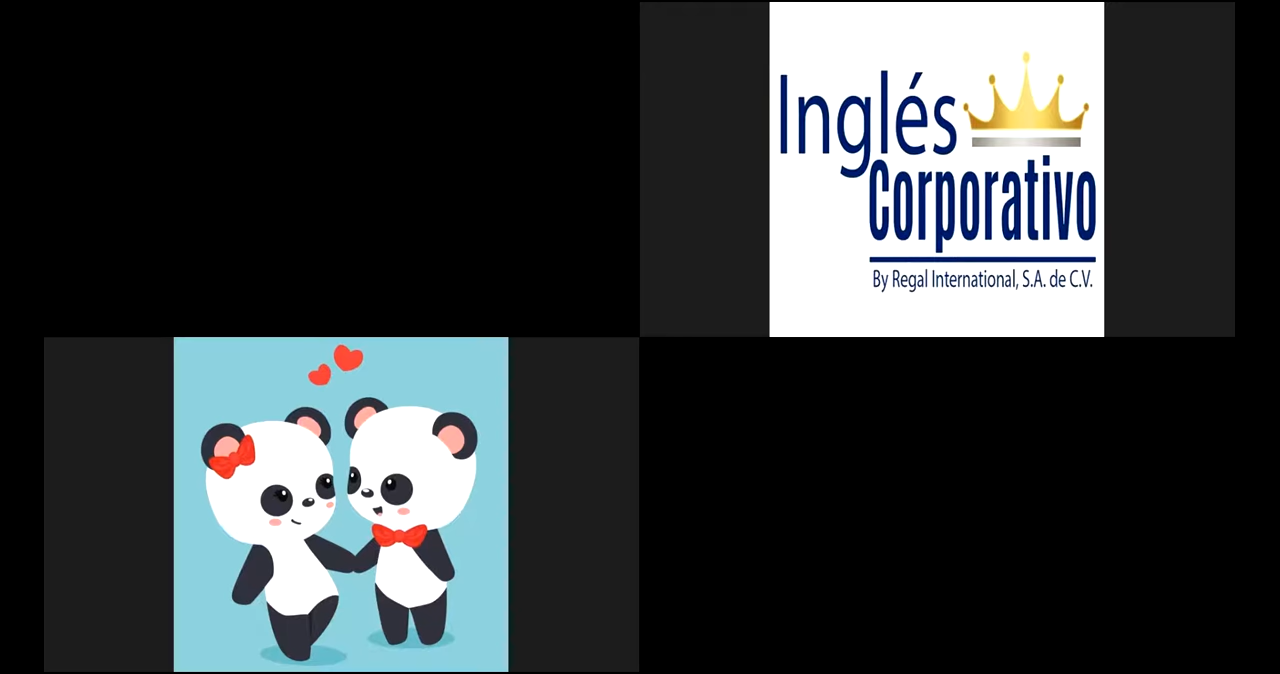 Inglés
Corporativo
By Regal International, S.A. de C.V.